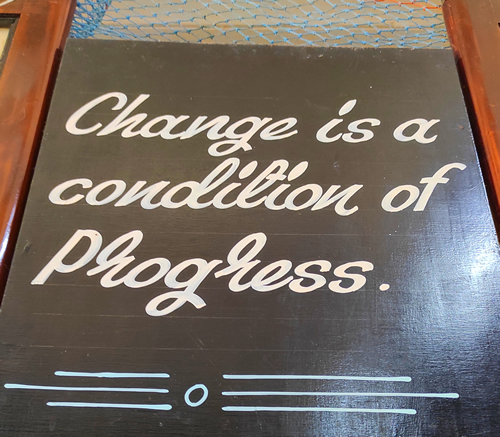 Change is a
condition of
Progress.